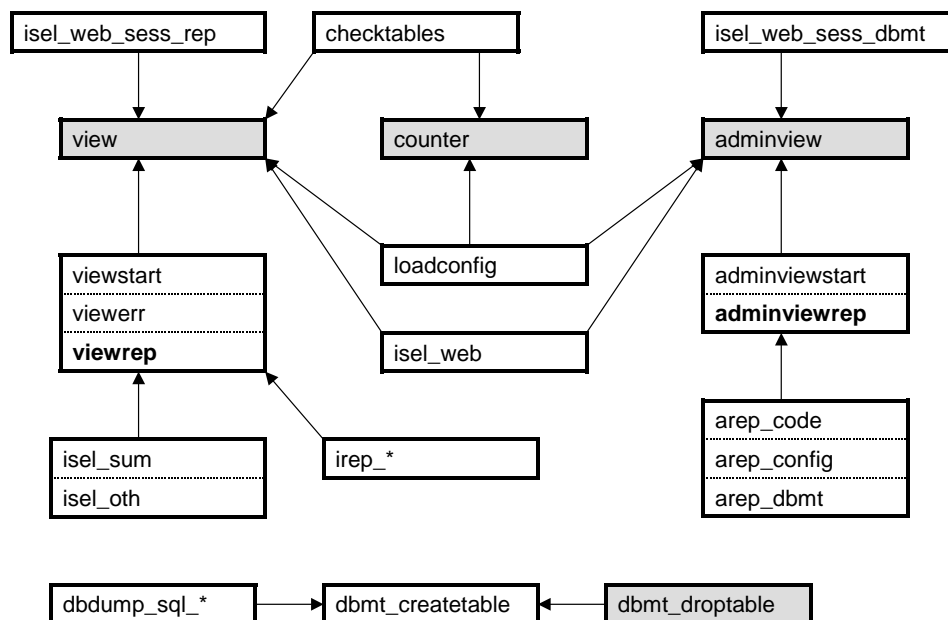 isel_web_sess_rep
checktables
isel_web_sess_dbmt
view
counter
adminview
loadconfig
viewstart
viewerr
viewrep
adminviewstart
adminviewrep
isel_web
isel_sum
isel_oth
irep_*
arep_code
arep_config
arep_dbmt
dbdump_sql_*
dbmt_createtable
dbmt_droptable